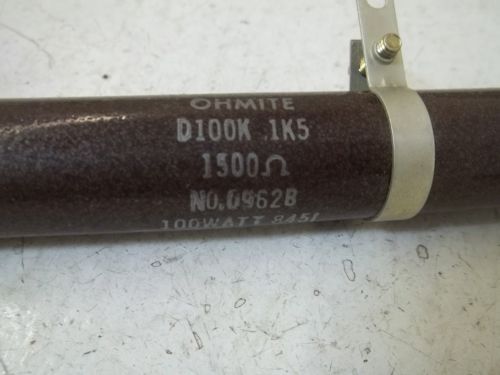 OHMITE
D100K 1K5
1500Ω
NO.0962B
100WATT 8451